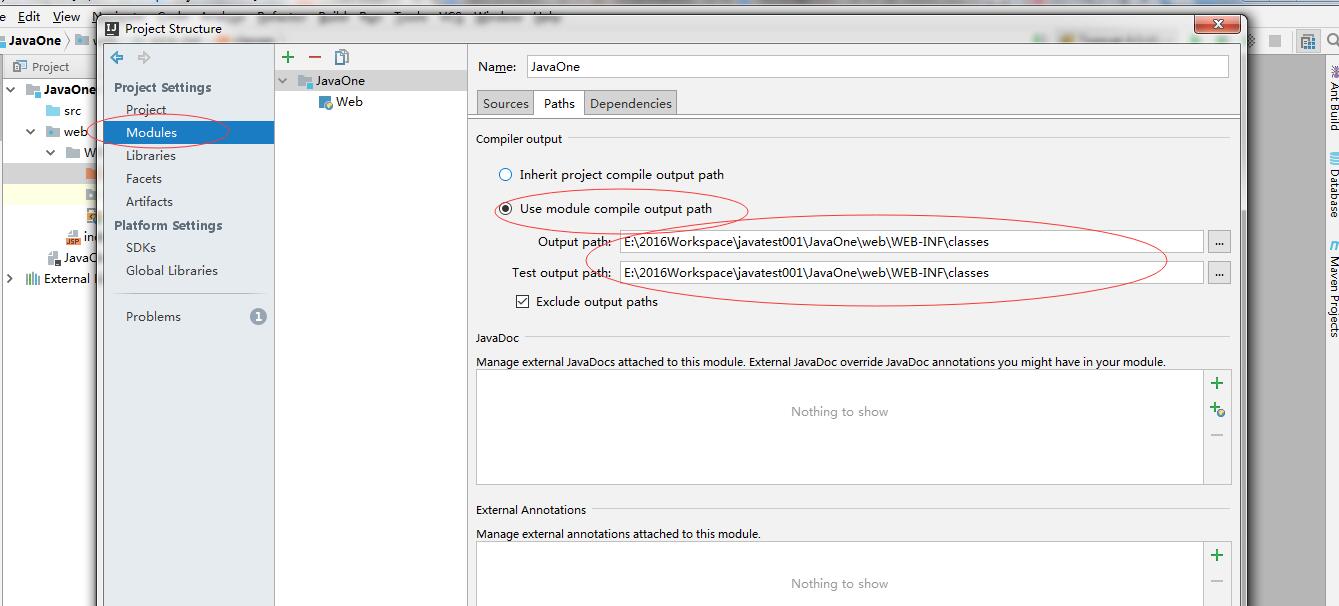 Edit View
Project Structure
JavaOne
Project
JavaOne
src
web
W
JSP
JavaO
External
Project Settings
Project
Modules
Libraries
Facets
Artifacts
Platform Settings
SDKs
Global Libraries
Problems 1
JavaOne
Web
Name: JavaOne
Sources Paths Dependencies
Compiler output
Inherit project compile output path
Use module compile output path
Output path: E:\2016Workspace\javatest001\JavaOne\web\WEB-INF\classes ...
Test output path: E:\2016Workspace\javatest001\JavaOne\web\WEB-INF\classes ...
Exclude output paths
JavaDoc
Manage external JavaDocs attached to this module. External JavaDoc override JavaDoc annotations you might have in your module.
Nothing to show
External Annotations
Manage external annotations attached to this module.
Nothing to show
Ant Build
Database
Maven Projects